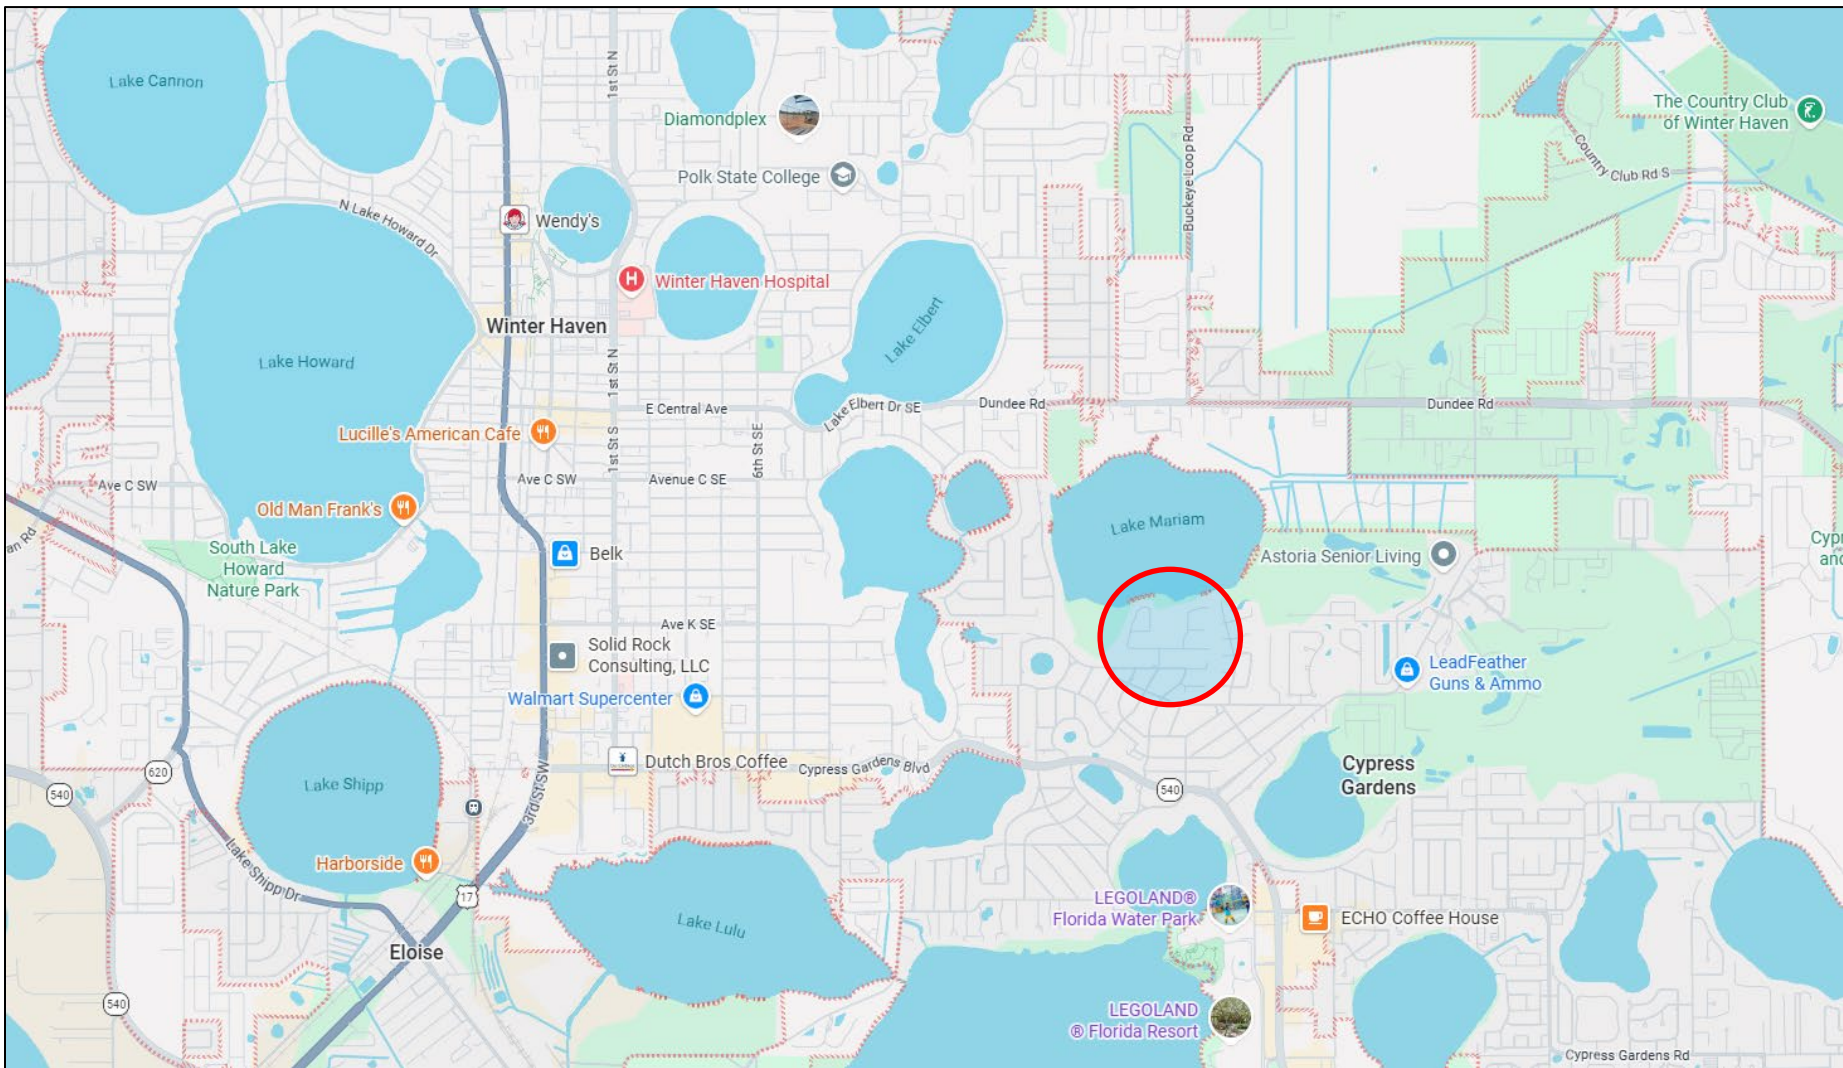 Lake Cannon
1st St N
Diamondplex
The Country Club
of Winter Haven
Polk State College
Buckeye Loop Rd
Country Club Rd S
N Lake Howard Dr
Wendy's
H
Winter Haven Hospital
Winter Haven
Lake Howard
Lake Elbert
1st St N
E Central Ave
Lake Elbert Dr SE
Dundee Rd
Dundee Rd
Lucille's American Cafe
1st St S
6th St SE
Ave C SW
Ave C SW
Avenue C SE
Old Man Frank's
an Rd
South Lake
Howard
Nature Park
Belk
Lake Mariam
Astoria Senior Living
Cypr
and
Ave K SE
Solid Rock
Consulting, LLC
LeadFeather
Guns & Ammo
Walmart Supercenter
Dutch Bros Coffee
Cypress Gardens Blvd
Cypress
Gardens
620
540
540
Lake Shipp
3rd St SW
Lake Shipp Dr
Harborside
17
LEGOLAND®
Florida Water Park
ECHO Coffee House
Lake Lulu
Eloise
540
LEGOLAND
® Florida Resort
Cypress Gardens Rd